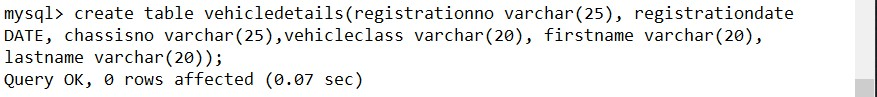 mysql> create table vehicledetails(registrationno varchar(25), registrationdate
DATE, chassisno varchar(25),vehicleclass varchar(20), firstname varchar(20),
lastname varchar(20));
Query OK, 0 rows affected (0.07 sec)